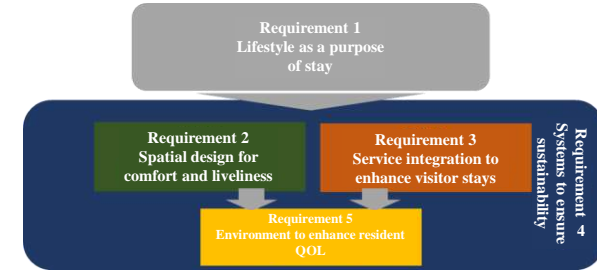 Requirement 1
Lifestyle as a purpose
of stay
Requirement 2
Spatial design for
comfort and liveliness
Requirement 3
Service integration to
enhance visitor stays
Requirement 4
Systems to ensure
sustainability
Requirement 5
Environment to enhance resident
QOL